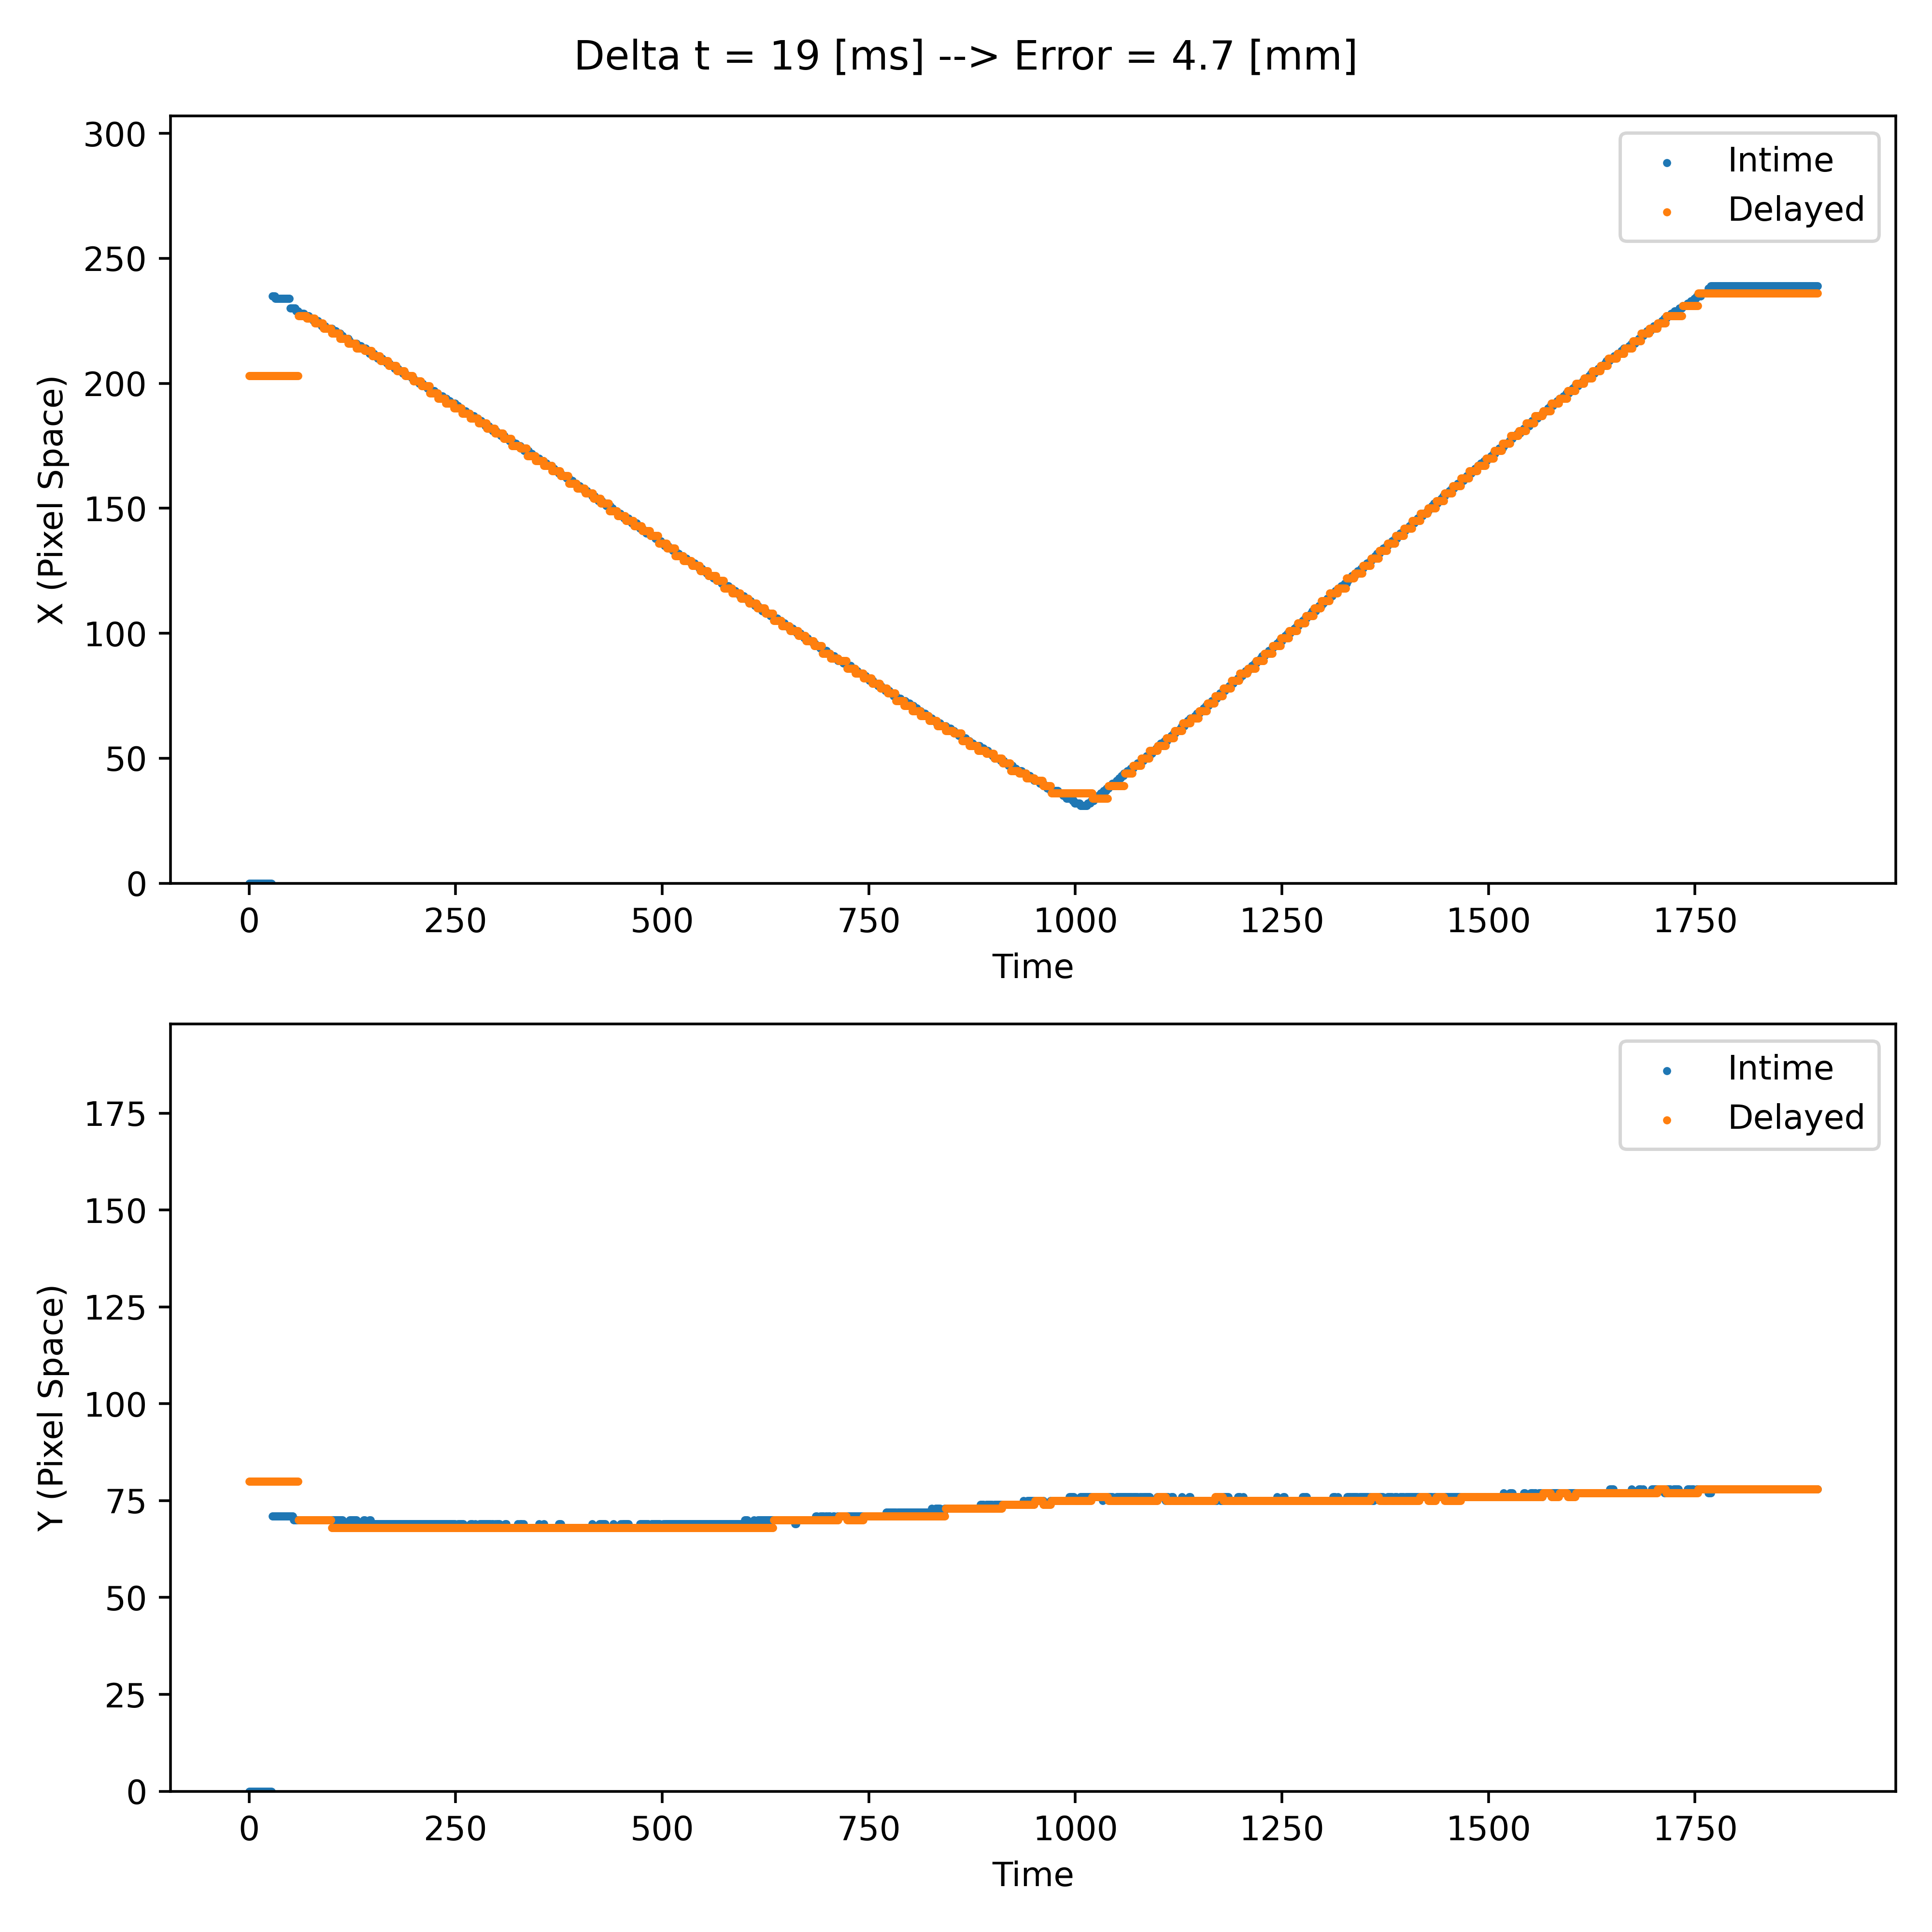 Delta t = 19 [ms] --> Error = 4.7 [mm]
300
250
200
150
100
50
0
X (Pixel Space)
Intime
Delayed
0 250 500 750 1000 1250 1500 1750
Time
175
150
125
100
75
50
25
0
Y (Pixel Space)
Intime
Delayed
0 250 500 750 1000 1250 1500 1750
Time